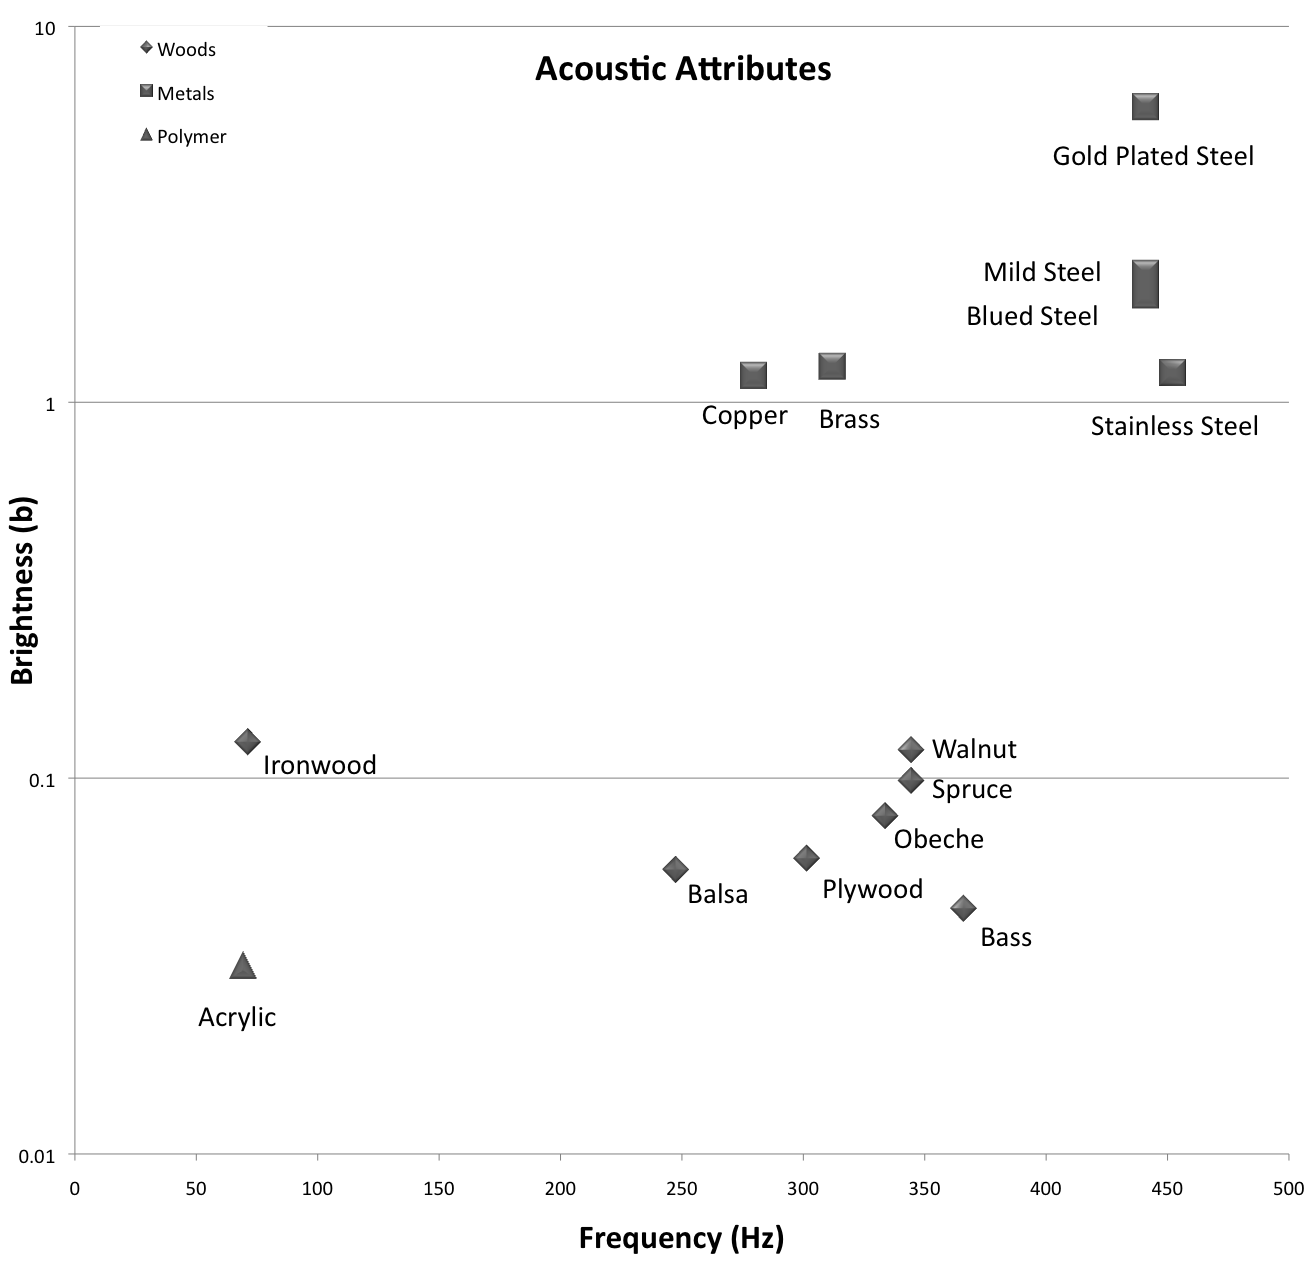 10
Woods
Metals
Polymer
Acoustic Attributes
Gold Plated Steel
Mild Steel
Blued Steel
Copper
Brass
Stainless Steel
1
Brightness (b)
Ironwood
Walnut
Spruce
0.1
Obeche
Balsa
Plywood
Bass
Acrylic
0.01
0 50 100 150 200 250 300 350 400 450 500
Frequency (Hz)